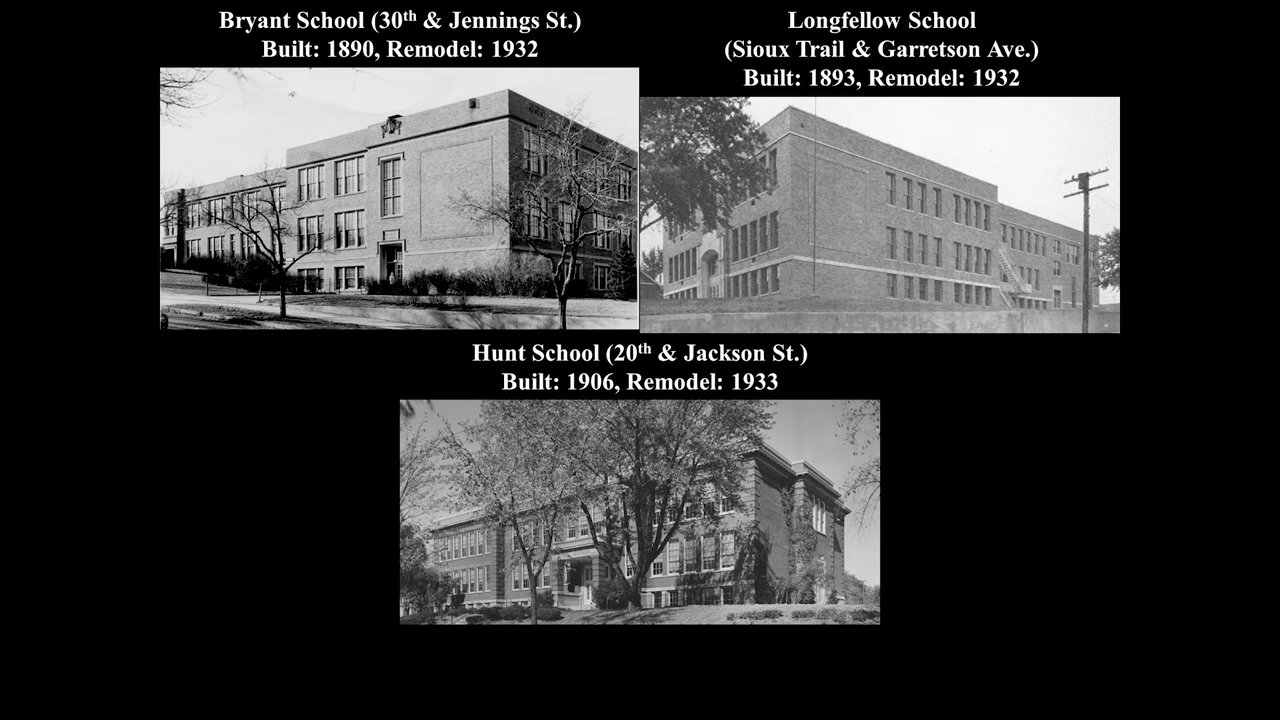 Bryant School (30th & Jennings St.)
Built: 1890, Remodel: 1932
Longfellow School
(Sioux Trail & Garretson Ave.)
Built: 1893, Remodel: 1932
Hunt School (20th & Jackson St.)
Built: 1906, Remodel: 1933